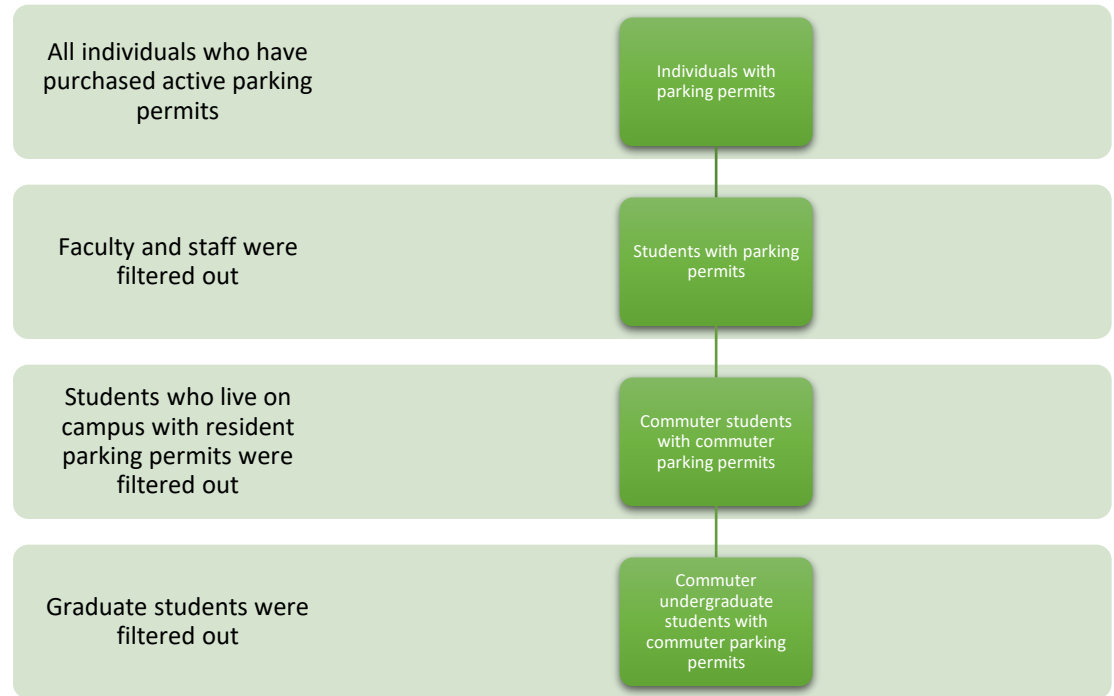 All individuals who have
purchased active parking
permits
Individuals with
parking permits
Faculty and staff were
filtered out
Students with parking
permits
Students who live on
campus with resident
parking permits were
filtered out
Commuter students
with commuter
parking permits
Graduate students were
filtered out
Commuter
undergraduate
students with
commuter parking
permits